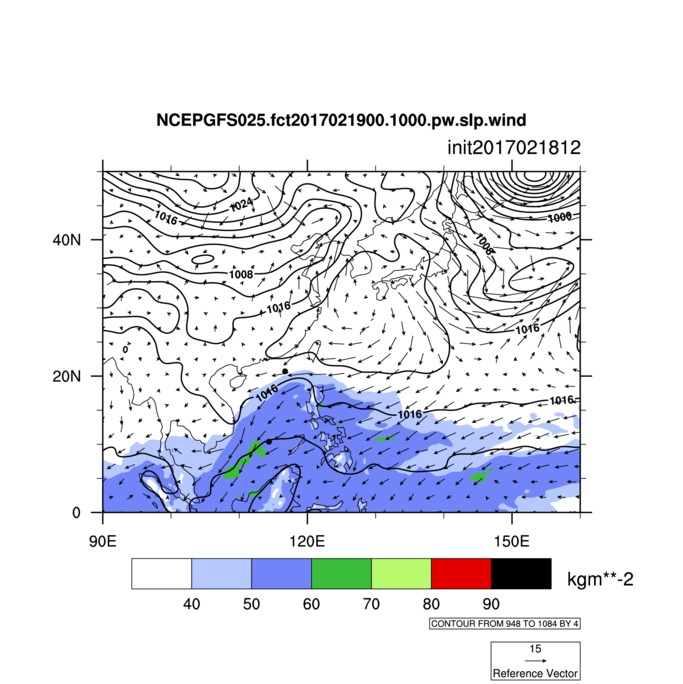 NCEPGFS025.fct2017021900.1000.pw.slp.wind
init2017021812
1024
1016
1000
40N
1008
1008
1016
1016
0
20N
1016
1016
1016
0
90E 120E 150E
kgm**-2
40 50 60 70 80 90
CONTOUR FROM 948 TO 1084 BY 4
15
Reference Vector